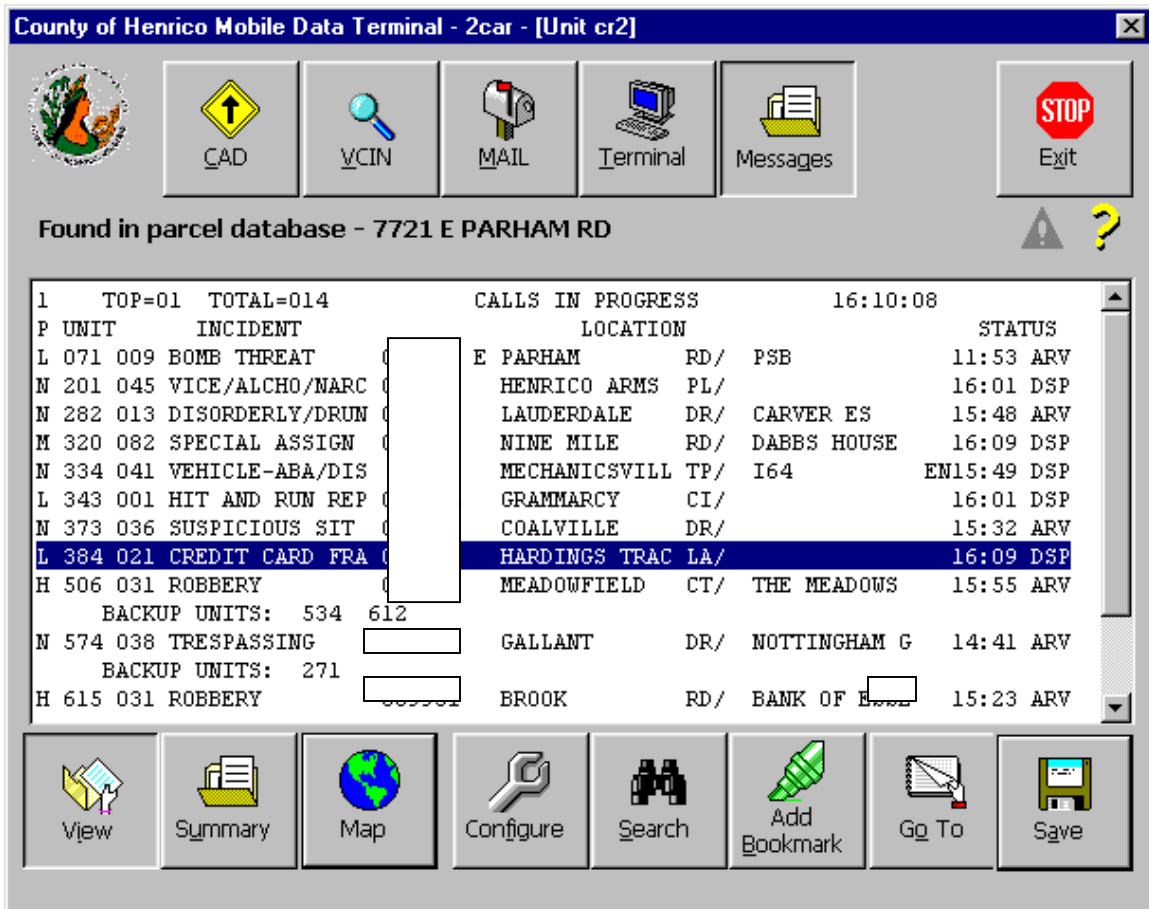 County of Henrico Mobile Data Terminal - 2car - [Unit cr2]
CAD VCIN MAIL Terminal Messages STOP Exit
Found in parcel database - 7721 E PARHAM RD
1 TOP=01 TOTAL=014 CALLS IN PROGRESS 16:10:08
P UNIT INCIDENT LOCATION STATUS
L 071 009 BOMB THREAT E PARHAM RD/ PSB 11:53 ARV
N 201 045 VICE/ALCHO/NARC HENRICO ARMS PL/ 16:01 DSP
N 282 013 DISORDERLY/DRUN LAUDERDALE DR/ CARVER ES 15:48 ARV
M 320 082 SPECIAL ASSIGN NINE MILE RD/ DABBS HOUSE 16:09 DSP
N 334 041 VEHICLE-ABA/DIS MECHANICSVILL TP/ I64 EN15:49 DSP
L 343 001 HIT AND RUN REP GRAMMARCY CI/ 16:01 DSP
N 373 036 SUSPICIOUS SIT COALVILLE DR/ 15:32 ARV
L 384 021 CREDIT CARD FRA HARDINGS TRAC LA/ 16:09 DSP
H 506 031 ROBBERY MEADOWFIELD CT/ THE MEADOWS 15:55 ARV
BACKUP UNITS: 534 612
N 574 038 TRESPASSING GALLANT DR/ NOTTINGHAM G 14:41 ARV
BACKUP UNITS: 271
H 615 031 ROBBERY BROOK RD/ BANK OF 15:23 ARV
View Summary Map Configure Search Add Bookmark Go To Save